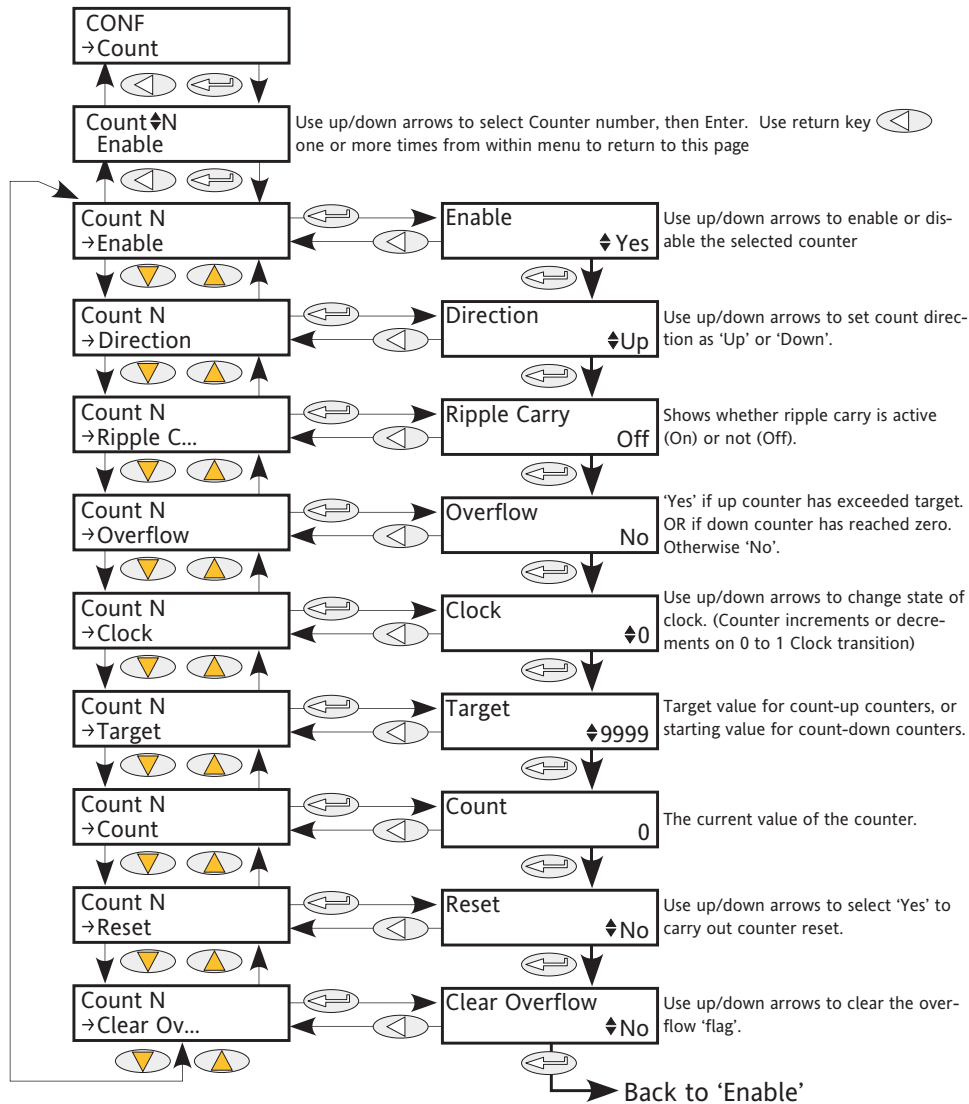 CONF
→Count
Count♦N
Enable
Use up/down arrows to select Counter number, then Enter. Use return key
one or more times from within menu to return to this page
Count N
→Enable
Enable
♦Yes
Use up/down arrows to enable or dis-
able the selected counter
Count N
→Direction
Direction
♦Up
Use up/down arrows to set count direc-
tion as ‘Up’ or ‘Down’.
Count N
→Ripple C...
Ripple Carry
Off
Shows whether ripple carry is active
(On) or not (Off).
Count N
→Overflow
Overflow
No
‘Yes’ if up counter has exceeded target.
OR if down counter has reached zero.
Otherwise ‘No’.
Count N
→Clock
Clock
♦0
Use up/down arrows to change state of
clock. (Counter increments or decre-
ments on 0 to 1 Clock transition)
Count N
→Target
Target
♦9999
Target value for count-up counters, or
starting value for count-down counters.
Count N
→Count
Count
0
The current value of the counter.
Count N
→Reset
Reset
♦No
Use up/down arrows to select ‘Yes’ to
carry out counter reset.
Count N
→Clear Ov...
Clear Overflow
♦No
Use up/down arrows to clear the over-
flow ‘flag’.
Back to ‘Enable’